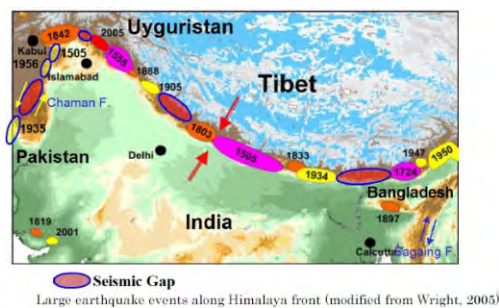 Uyguristan
1842
2005
Kabul
1505
1555
1956
Islamabad
1868
1905
Tibet
Chaman F.
1935
1803
Delhi
1505
1833
1947
1950
Pakistan
1934
1724
Bangladesh
India
1897
1819
2001
Calcutta
Sagaing F.
Seismic Gap
Large earthquake events along Himalaya front (modified from Wright, 2005)